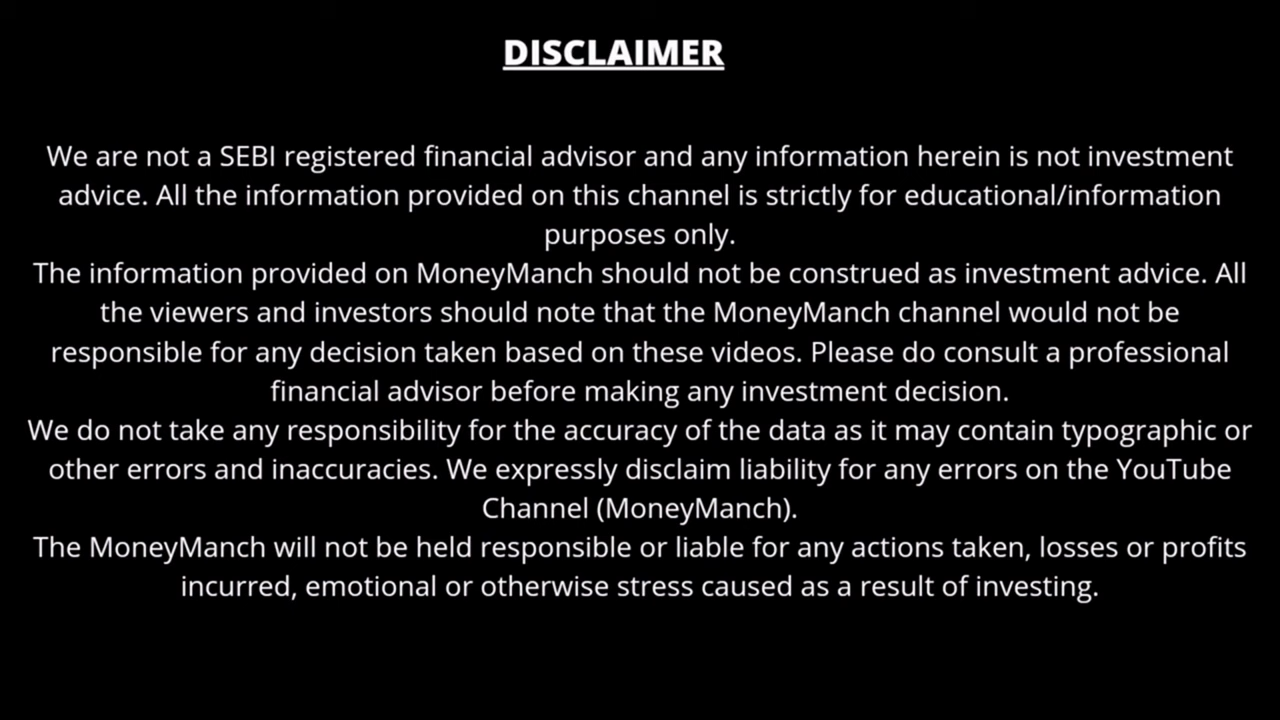 DISCLAIMER
We are not a SEBI registered financial advisor and any information herein is not investment
advice. All the information provided on this channel is strictly for educational/information
purposes only.
The information provided on MoneyManch should not be construed as investment advice. All
the viewers and investors should note that the MoneyManch channel would not be
responsible for any decision taken based on these videos. Please do consult a professional
financial advisor before making any investment decision.
We do not take any responsibility for the accuracy of the data as it may contain typographic or
other errors and inaccuracies. We expressly disclaim liability for any errors on the YouTube
Channel (MoneyManch).
The MoneyManch will not be held responsible or liable for any actions taken, losses or profits
incurred, emotional or otherwise stress caused as a result of investing.